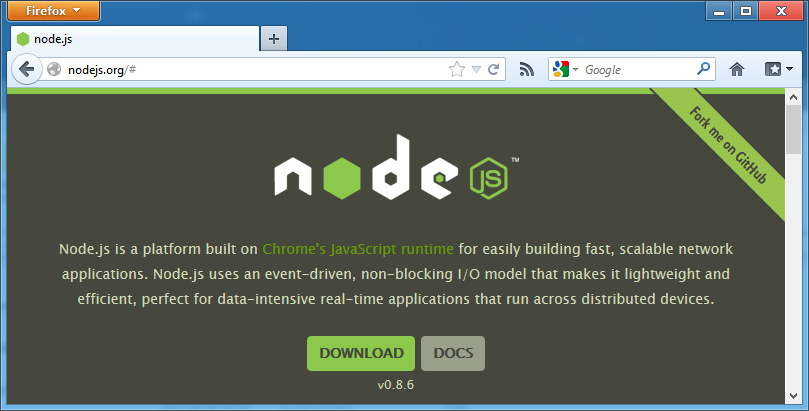 Firefox
node.js
nodejs.org/#
Google
Fork me on GitHub
node JS™
Node.js is a platform built on Chrome's JavaScript runtime for easily building fast, scalable network
applications. Node.js uses an event-driven, non-blocking I/O model that makes it lightweight and
efficient, perfect for data-intensive real-time applications that run across distributed devices.
DOWNLOAD DOCS
v0.8.6